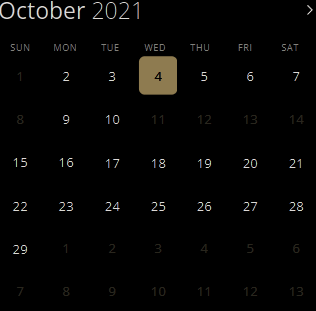 October 2021
SUN MON TUE WED THU FRI SAT
1 2 3 4 5 6 7
8 9 10 11 12 13 14
15 16 17 18 19 20 21
22 23 24 25 26 27 28
29 1 2 3 4 5 6
7 8 9 10 11 12 13